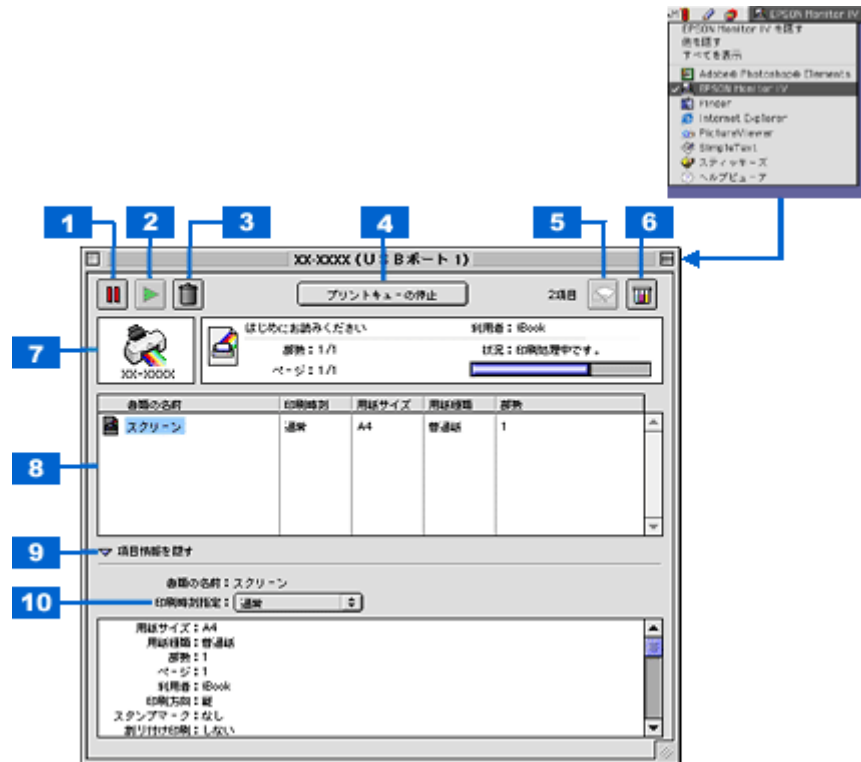 EPSON Monitor IV
EPSON Monitor IV を隠す
他を隠す
すべてを表示
Adobe® Photoshop® Elements
EPSON Monitor IV
Finder
Internet Explorer
PictureViewer
SimpleText
スティッキーズ
ヘルプビューア
1 2 3 4 5 6
XX-XXXX (USBポート 1)
プリントキューの停止 2項目
7
XX-XXXX
はじめにお読みください 利用者：iBook
部数：1/1 状況：印刷処理中です。
ページ：1/1
書類の名前 印刷時刻 用紙サイズ 用紙種類 部数
スクリーン 通常 A4 普通紙 1
8
9 項目情報を隠す
書類の名前：スクリーン
10 印刷時刻指定：通常
用紙サイズ：A4
用紙種類：普通紙
部数：1
ページ：1
利用者：iBook
印刷方向：縦
スタンプマーク：なし
割り付け印刷：しない